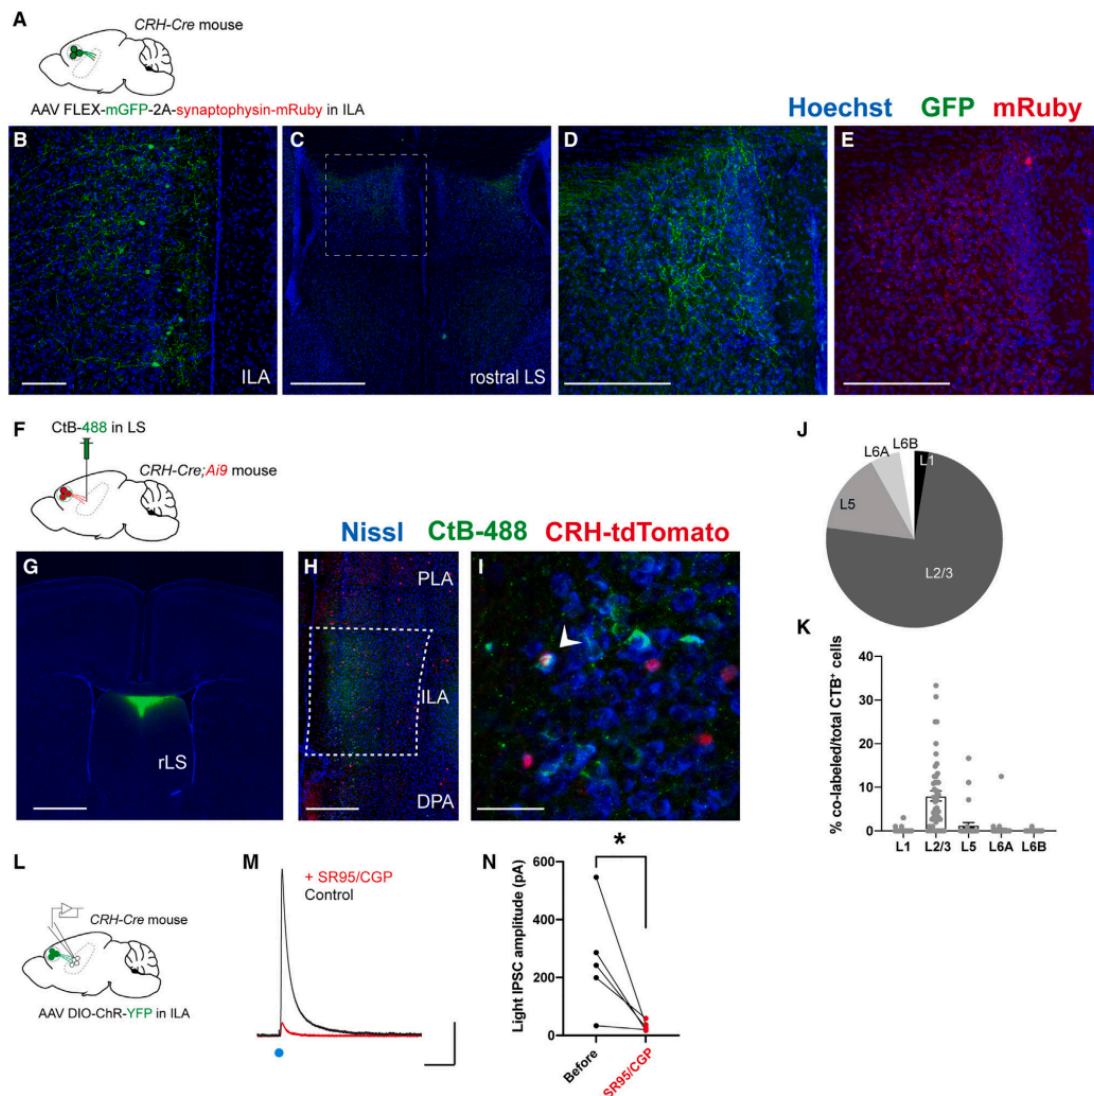 A
CRH-Cre mouse
AAV FLEX-mGFP-2A-synaptophysin-mRuby in ILA
Hoechst GFP mRuby
B
ILA
C
rostral LS
D
E
F
CtB-488 in LS
CRH-Cre;Ai9 mouse
Nissl CtB-488 CRH-tdTomato
G
rLS
H
PLA
ILA
DPA
I
J
L6B
L6A
L1
L5
L2/3
K
% co-labeled/total CTB⁺ cells
40
30
20
10
0
L1 L2/3 L5 L6A L6B
L
CRH-Cre mouse
AAV DIO-ChR-YFP in ILA
M
+ SR95/CGP
Control
N
*
Light IPSC amplitude (pA)
600
400
200
0
Before
SR95/CGP